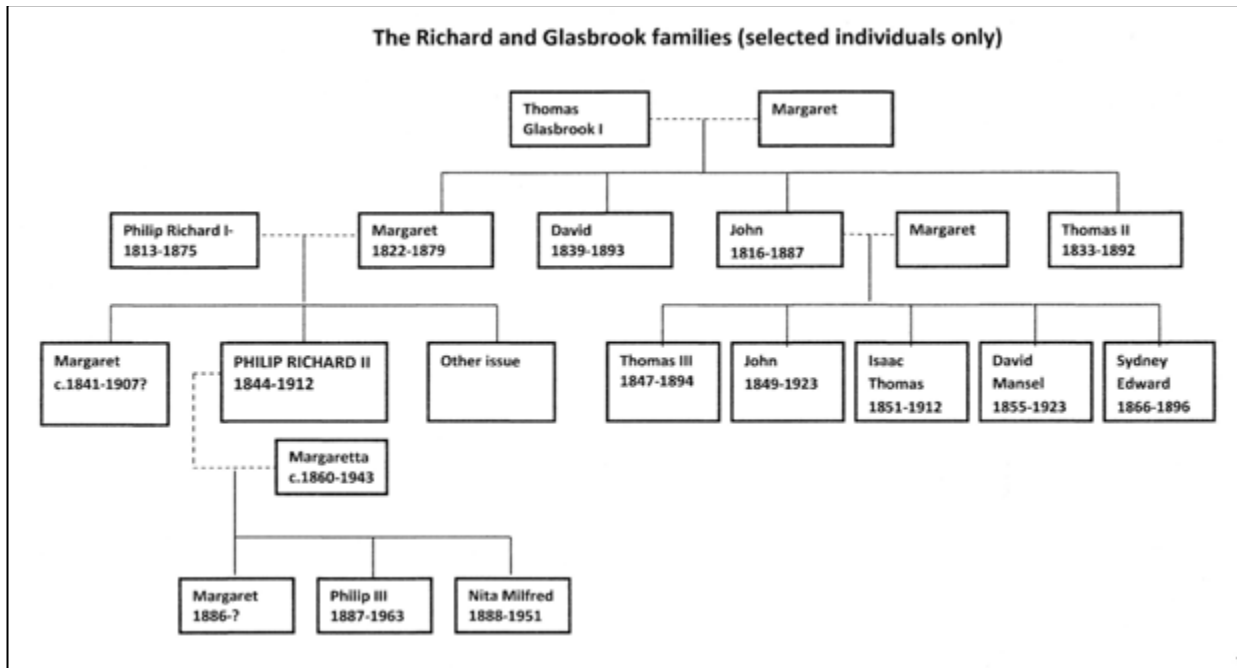 The Richard and Glasbrook families (selected individuals only)
Thomas
Glasbrook I
Margaret
Philip Richard I-
1813-1875
Margaret
1822-1879
David
1839-1893
John
1816-1887
Margaret
Thomas II
1833-1892
Margaret
c.1841-1907?
PHILIP RICHARD II
1844-1912
Other issue
Thomas III
1847-1894
John
1849-1923
Isaac
Thomas
1851-1912
David
Mansel
1855-1923
Sydney
Edward
1866-1896
Margaretta
c.1860-1943
Margaret
1886-?
Philip III
1887-1963
Nita Milfred
1888-1951